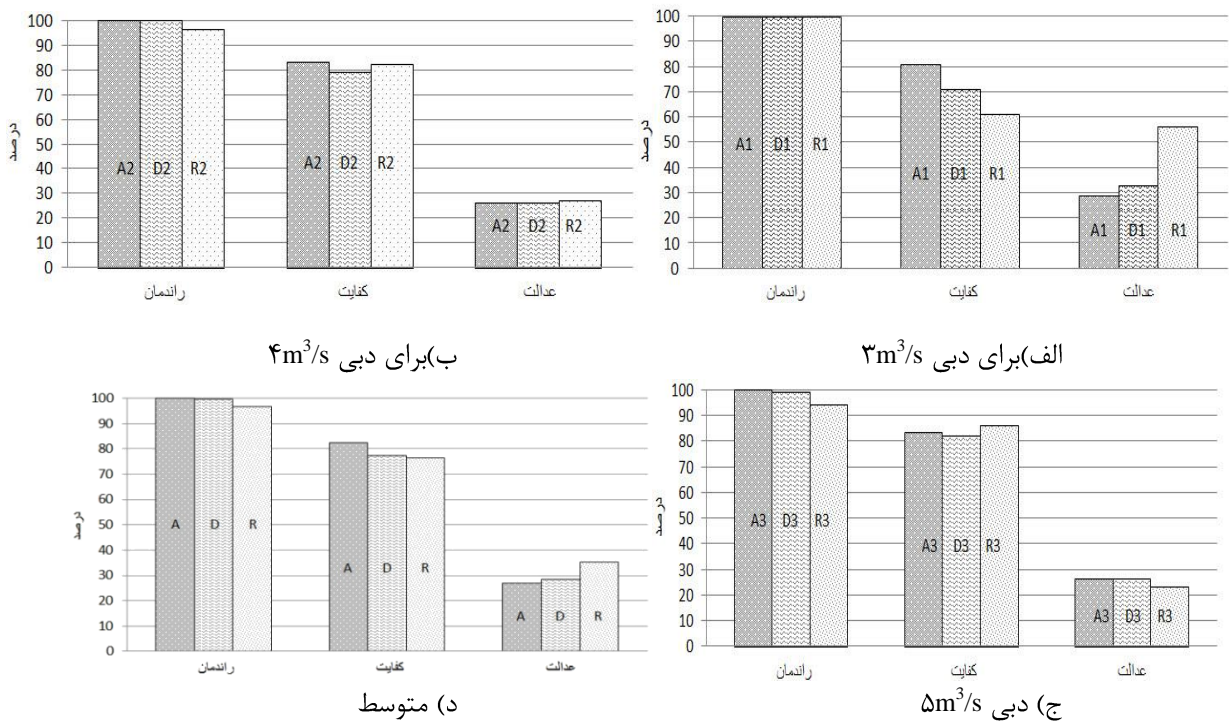 100
90
80
70
60
50
40
30
20
10
0
درصد
A1 D1 R1
A1 D1 R1
A1 D1 R1
راندمان کفایت عدالت
الف)برای دبی ۳m³/s
100
90
80
70
60
50
40
30
20
10
0
درصد
A2 D2 R2
A2 D2 R2
A2 D2 R2
راندمان کفایت عدالت
ب)برای دبی ۴m³/s
100
90
80
70
60
50
40
30
20
10
0
درصد
A3 D3 R3
A3 D3 R3
A3 D3 R3
راندمان کفایت عدالت
ج) دبی ۵m³/s
100
90
80
70
60
50
40
30
20
10
0
درصد
A D R
A D R
A D R
راندمان کفایت عدالت
د) متوسط